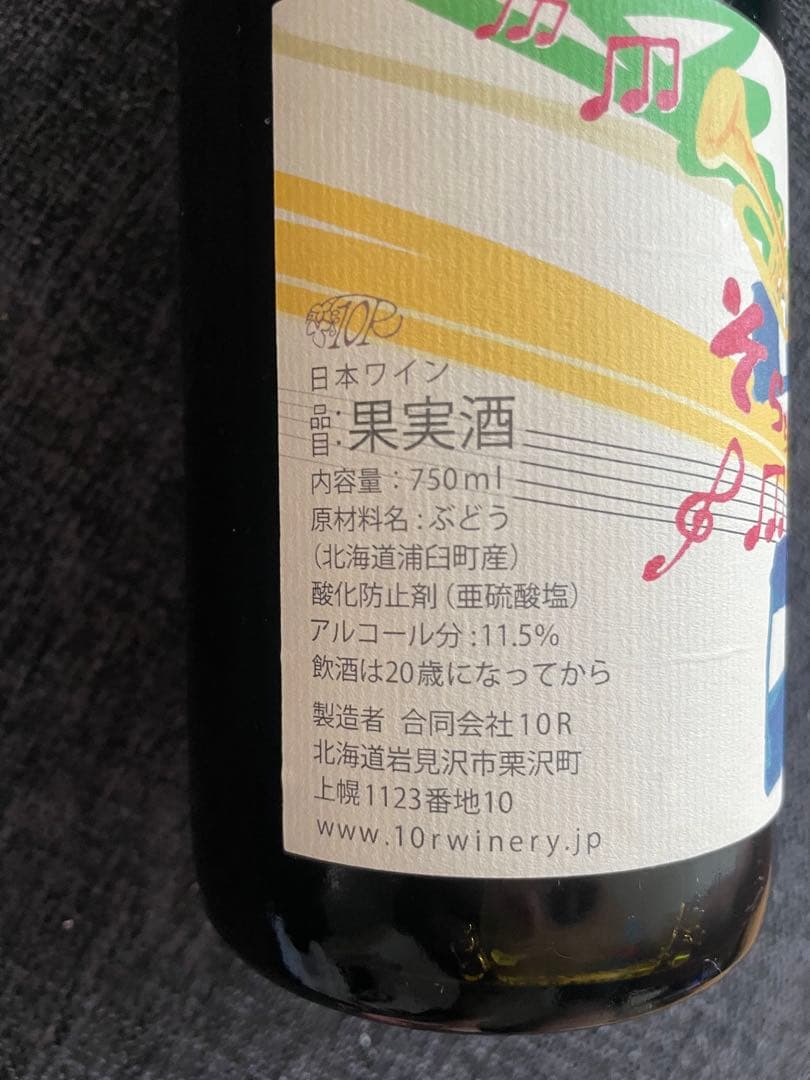 10R
日本ワイン
品目: 果実酒
内容量：750ml
原材料名：ぶどう
（北海道浦臼町産）
酸化防止剤（亜硫酸塩）
アルコール分：11.5%
飲酒は20歳になってから
製造者 合同会社10R
北海道岩見沢市栗沢町
上幌1123番地10
www.10rwinery.jp
そら